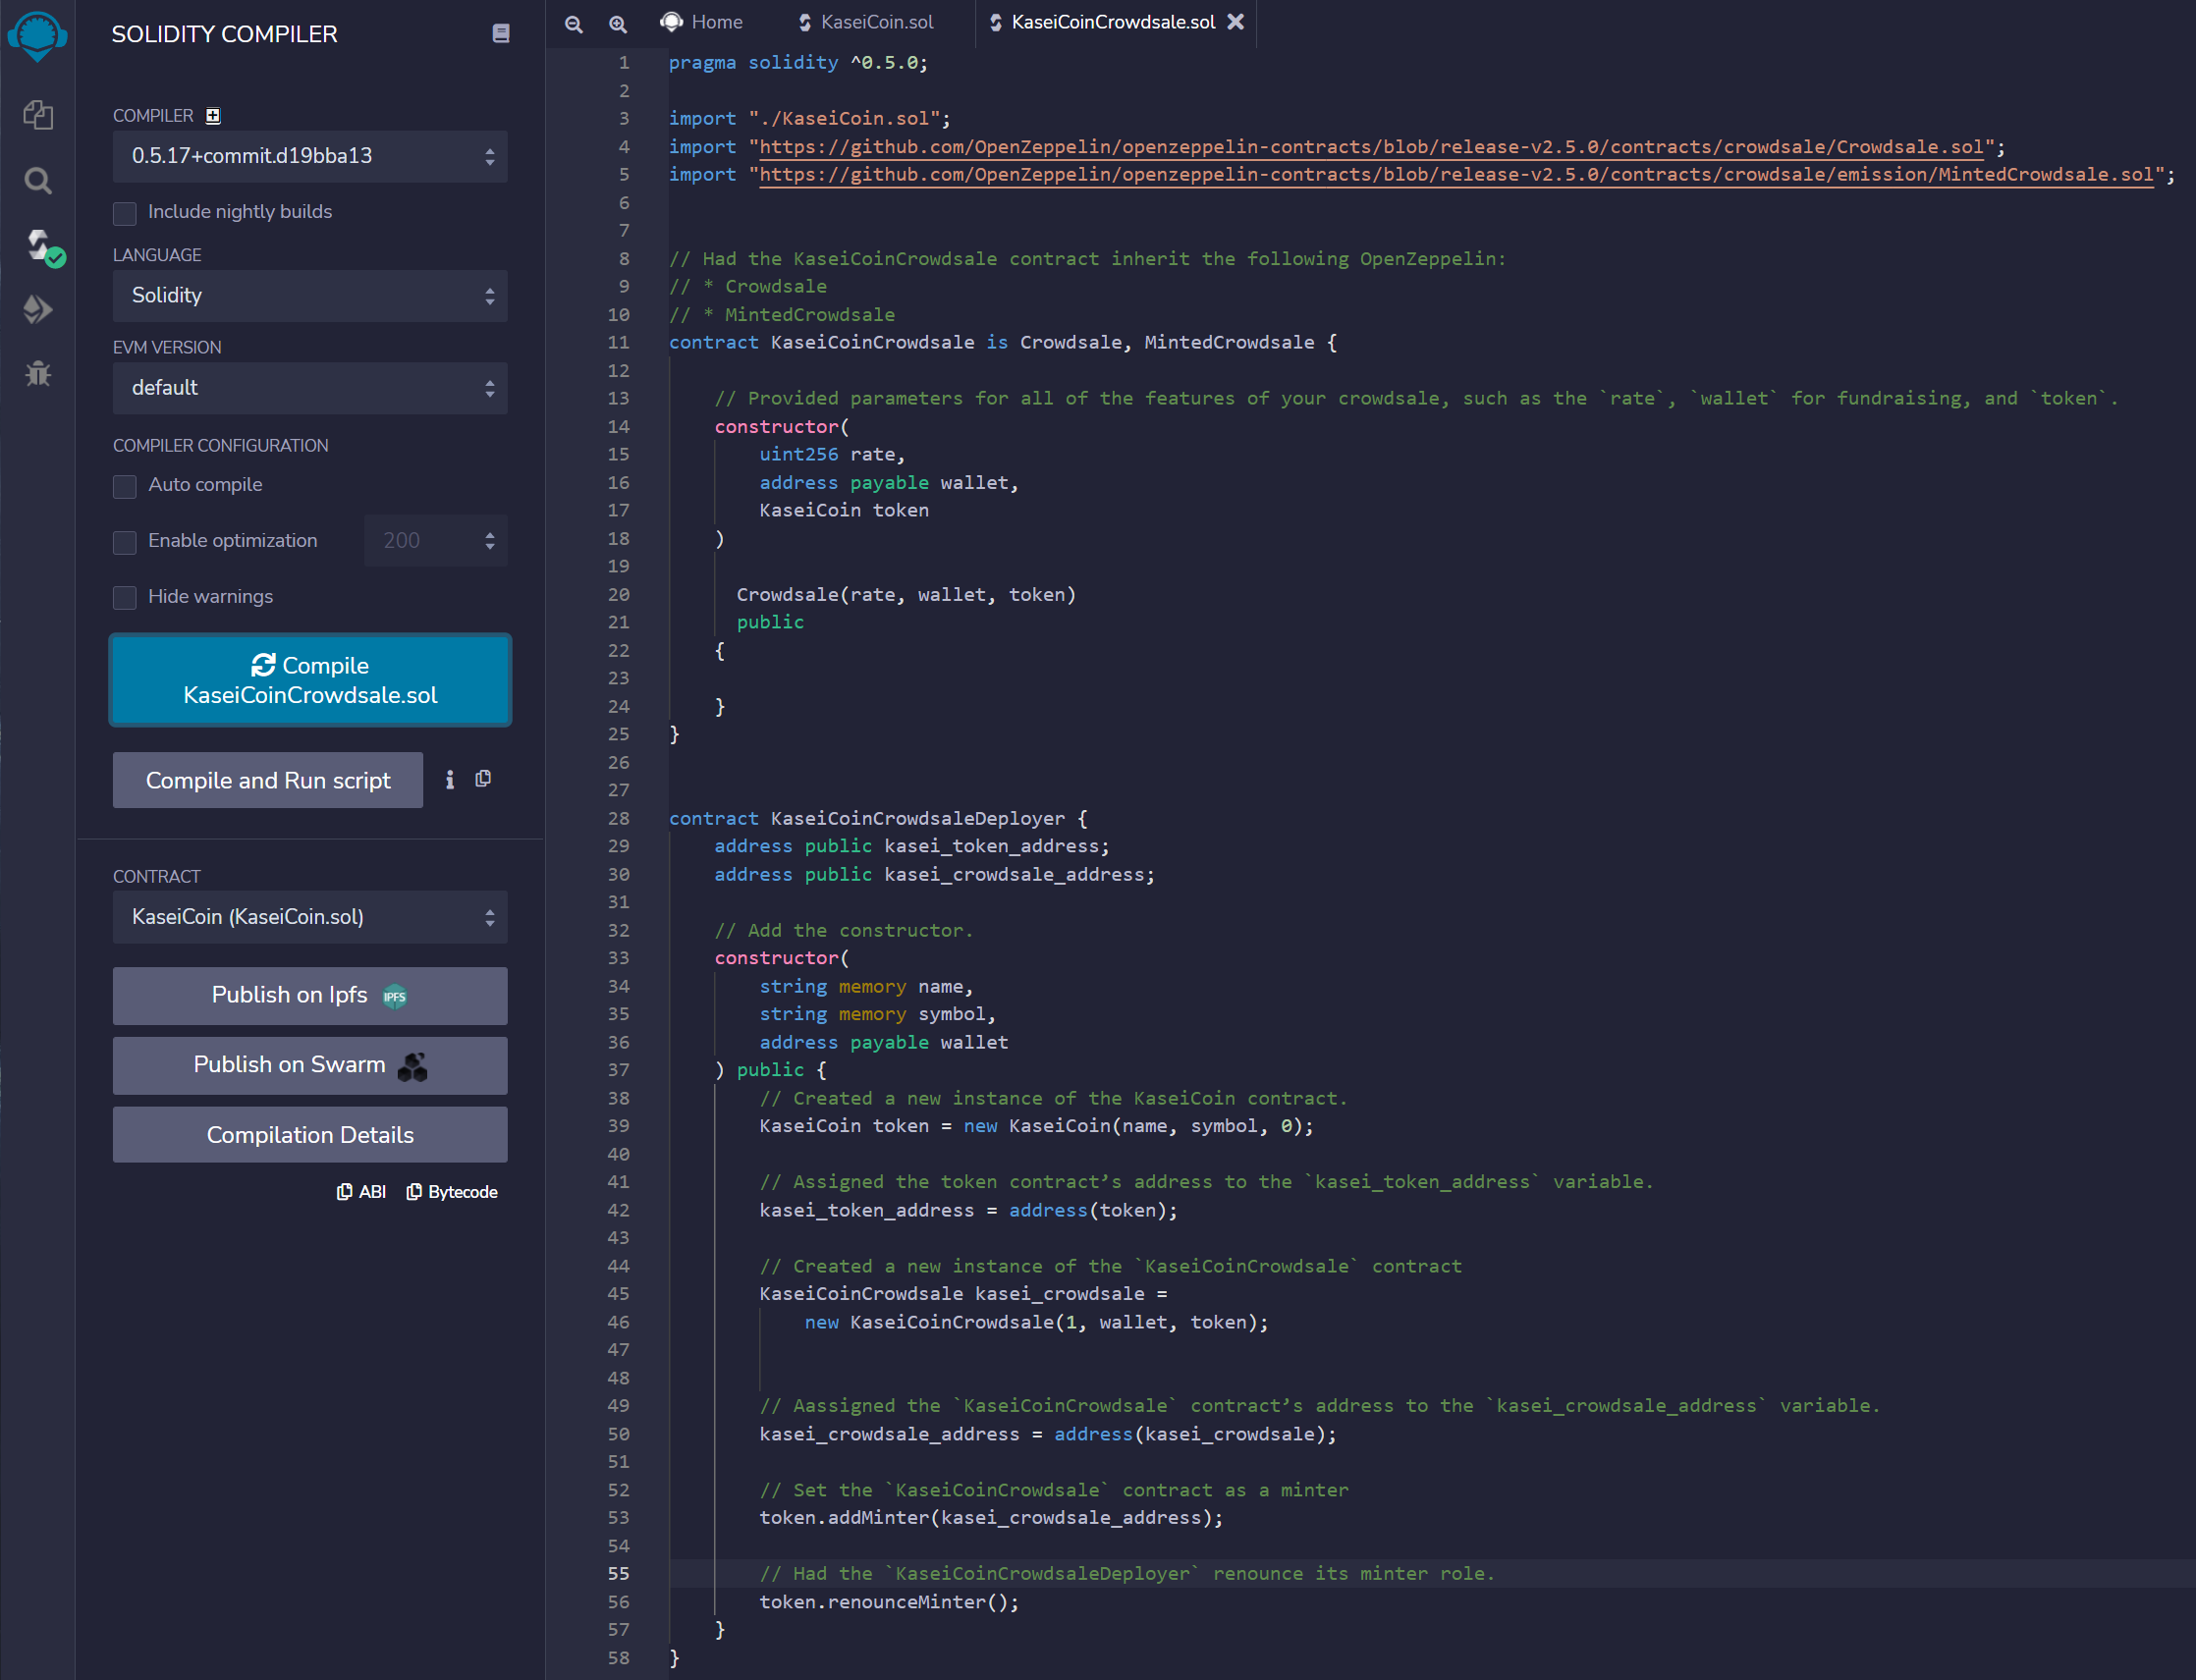 SOLIDITY COMPILER
COMPILER
0.5.17+commit.d19bba13
Include nightly builds
LANGUAGE
Solidity
EVM VERSION
default
COMPILER CONFIGURATION
Auto compile
Enable optimization 200
Hide warnings
Compile
KaseiCoinCrowdsale.sol
Compile and Run script
CONTRACT
KaseiCoin (KaseiCoin.sol)
Publish on Ipfs IPFS
Publish on Swarm
Compilation Details
ABI Bytecode
Home KaseiCoin.sol KaseiCoinCrowdsale.sol
1 pragma solidity ^0.5.0;
2
3 import "./KaseiCoin.sol";
4 import "https://github.com/OpenZeppelin/openzeppelin-contracts/blob/release-v2.5.0/contracts/crowdsale/Crowdsale.sol";
5 import "https://github.com/OpenZeppelin/openzeppelin-contracts/blob/release-v2.5.0/contracts/crowdsale/emission/MintedCrowdsale.sol";
6
7
8 // Had the KaseiCoinCrowdsale contract inherit the following OpenZeppelin:
9 // * Crowdsale
10 // * MintedCrowdsale
11 contract KaseiCoinCrowdsale is Crowdsale, MintedCrowdsale {
12
13 // Provided parameters for all of the features of your crowdsale, such as the `rate`, `wallet` for fundraising, and `token`.
14 constructor(
15 uint256 rate,
16 address payable wallet,
17 KaseiCoin token
18 )
19
20 Crowdsale(rate, wallet, token)
21 public
22 {
23
24 }
25 }
26
27
28 contract KaseiCoinCrowdsaleDeployer {
29 address public kasei_token_address;
30 address public kasei_crowdsale_address;
31
32 // Add the constructor.
33 constructor(
34 string memory name,
35 string memory symbol,
36 address payable wallet
37 ) public {
38 // Created a new instance of the KaseiCoin contract.
39 KaseiCoin token = new KaseiCoin(name, symbol, 0);
40
41 // Assigned the token contract’s address to the `kasei_token_address` variable.
42 kasei_token_address = address(token);
43
44 // Created a new instance of the `KaseiCoinCrowdsale` contract
45 KaseiCoinCrowdsale kasei_crowdsale =
46 new KaseiCoinCrowdsale(1, wallet, token);
47
48
49 // Aassigned the `KaseiCoinCrowdsale` contract’s address to the `kasei_crowdsale_address` variable.
50 kasei_crowdsale_address = address(kasei_crowdsale);
51
52 // Set the `KaseiCoinCrowdsale` contract as a minter
53 token.addMinter(kasei_crowdsale_address);
54
55 // Had the `KaseiCoinCrowdsaleDeployer` renounce its minter role.
56 token.renounceMinter();
57 }
58 }